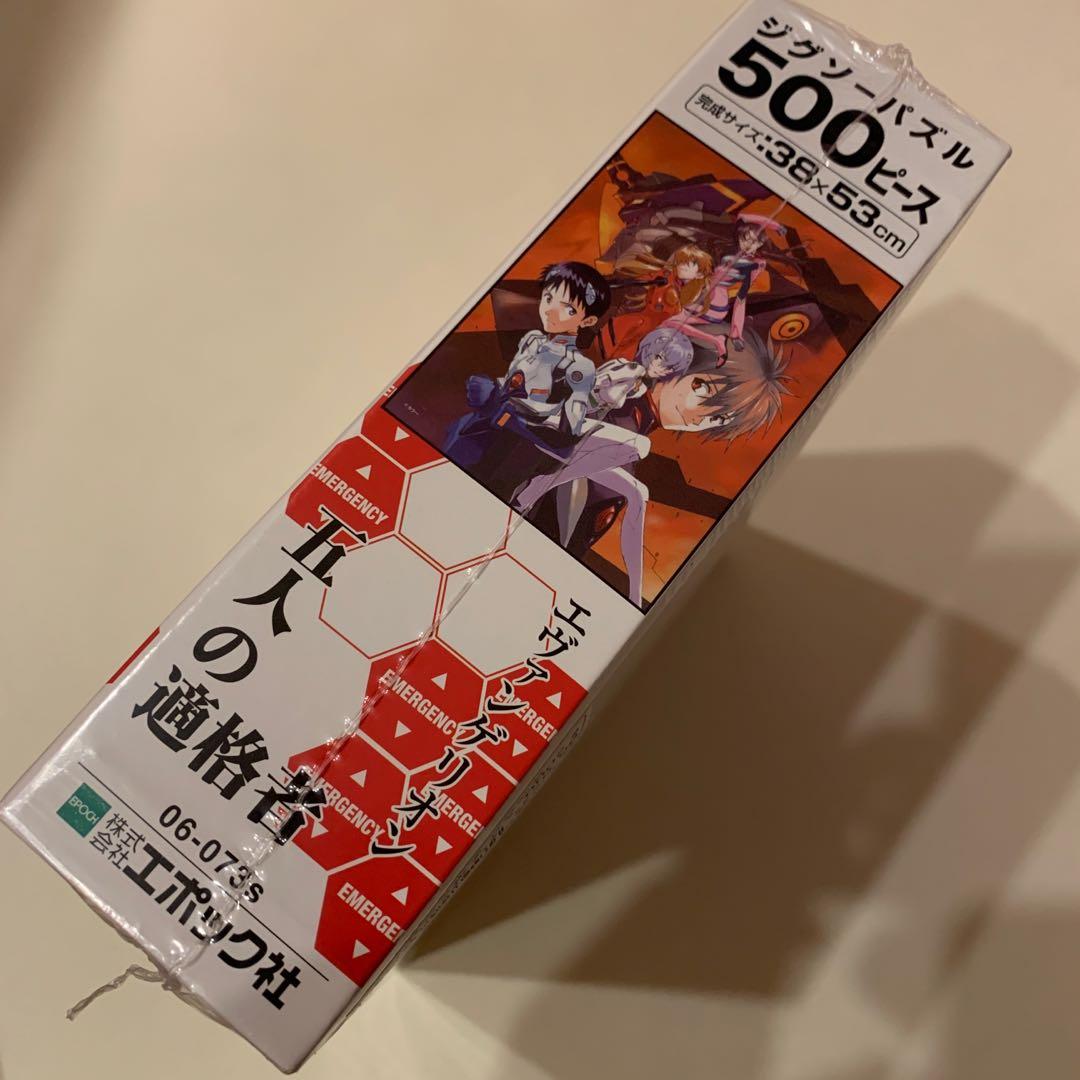 ジグソーパズル
500ピース
完成サイズ:38×53cm
EMERGENCY
エヴァンゲリオン
五人の適格者
EMERGENCY
EMERGE
EMERGENCY
EMERGE
EMERGE
06-073s
EPOCH
株式会社エポック社